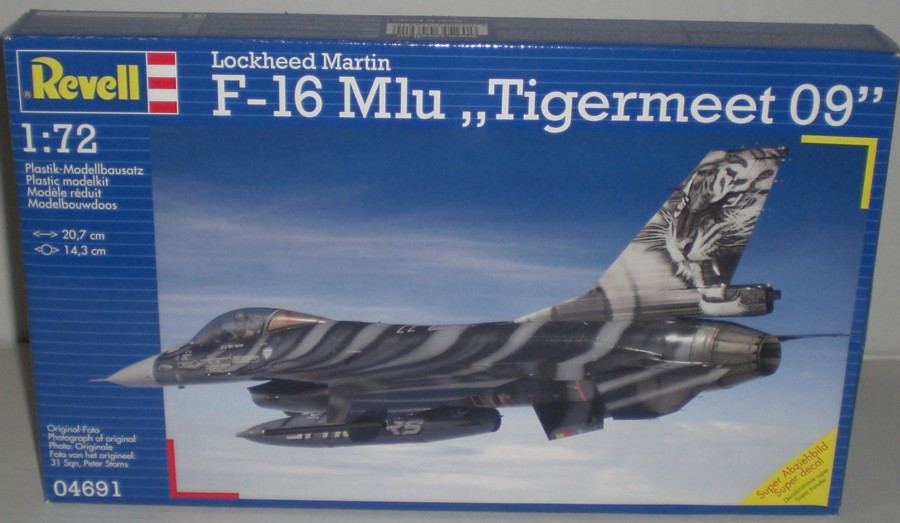 Revell
Lockheed Martin
F-16 Mlu „Tigermeet 09”
1:72
Plastik-Modellbausatz
Plastic modelkit
Modèle réduit
Modelbouwdoos
20,7 cm
14,3 cm
Original-Foto
Photograph of original
Photo: Originale
Foto van het origineel:
31 Sqn, Peter Stams
04691
Super Abziehbild
Super decal